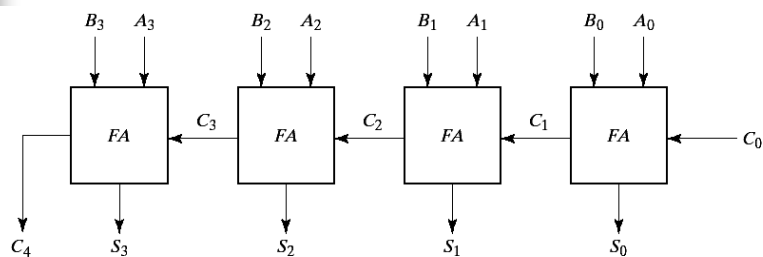 B3 A3 B2 A2 B1 A1 B0 A0
FA C3 FA C2 FA C1 FA C0
C4 S3 S2 S1 S0